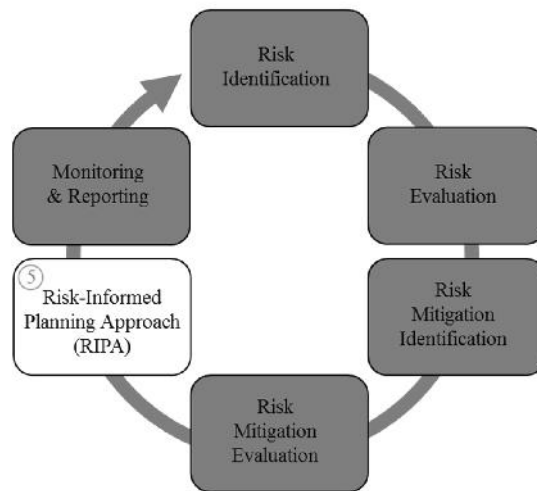 Risk
Identification
Risk
Evaluation
Risk
Mitigation
Identification
Risk
Mitigation
Evaluation
5
Risk-Informed
Planning Approach
(RIPA)
Monitoring
& Reporting